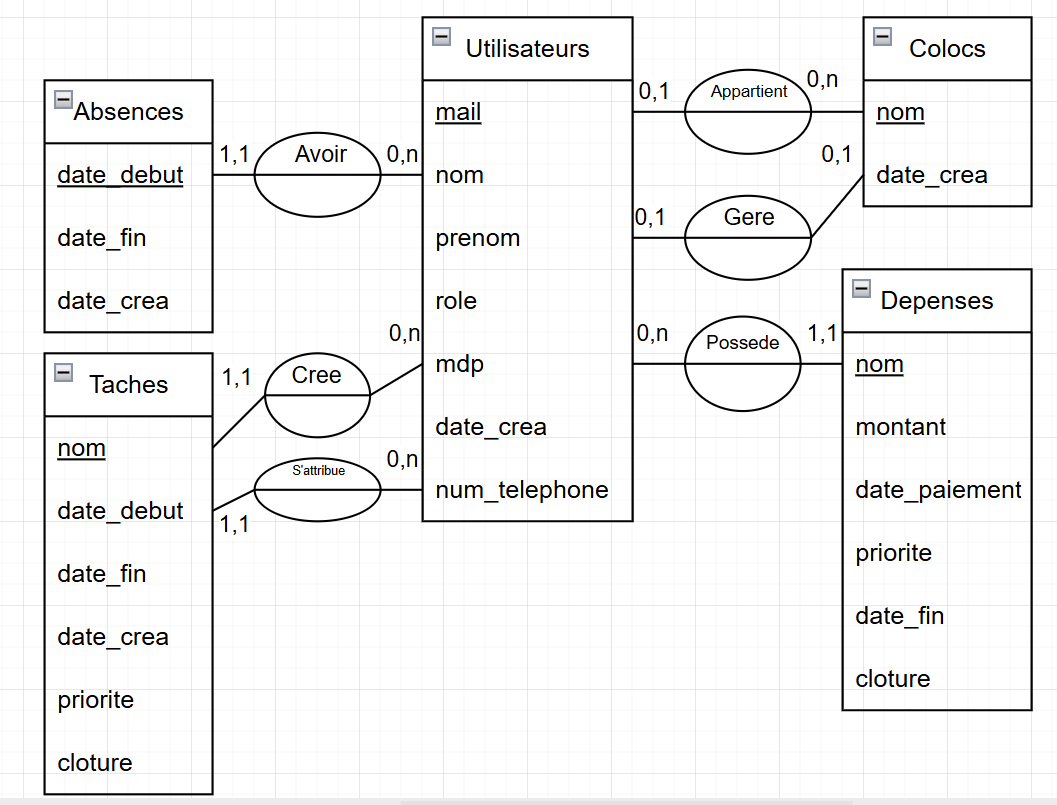 Absences
date_debut
date_fin
date_crea
1,1
Avoir
0,n
Taches
nom
date_debut
date_fin
date_crea
priorite
cloture
1,1
Cree
0,n
1,1
S'attribue
0,n
Utilisateurs
mail
nom
prenom
role
mdp
date_crea
num_telephone
0,1
Appartient
0,n
0,1
Gere
0,1
0,n
Possede
1,1
Colocs
nom
date_crea
Depenses
nom
montant
date_paiement
priorite
date_fin
cloture